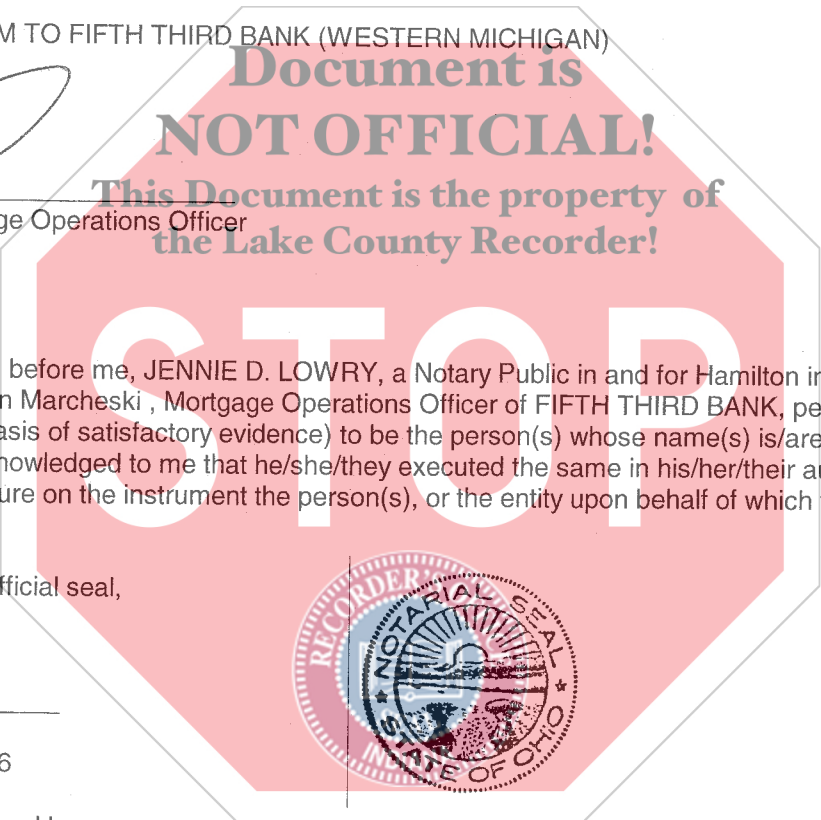 M TO FIFTH THIRD BANK (WESTERN MICHIGAN)
Document is
NOT OFFICIAL!
This Document is the property of
ge Operations Officer
the Lake County Recorder!
STOP
before me, JENNIE D. LOWRY, a Notary Public in and for Hamilton in
n Marcheski , Mortgage Operations Officer of FIFTH THIRD BANK, pe
asis of satisfactory evidence) to be the person(s) whose name(s) is/are
nowledged to me that he/she/they executed the same in his/her/their au
ure on the instrument the person(s), or the entity upon behalf of which
fficial seal,
RECORDER'S
NOTARIAL SEAL
STATE OF OHIO
6